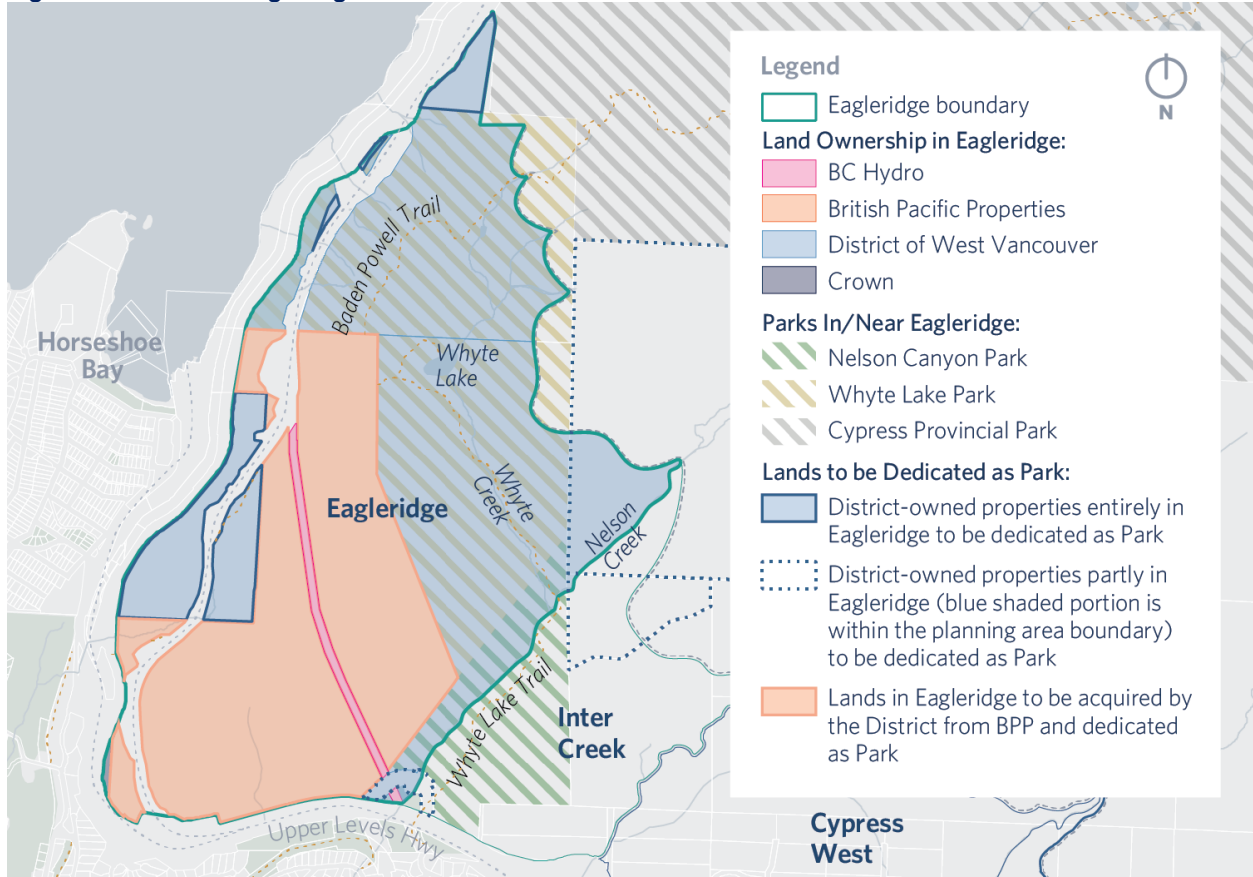 Legend
N
Eagleridge boundary
Land Ownership in Eagleridge:
BC Hydro
British Pacific Properties
District of West Vancouver
Crown
Parks In/Near Eagleridge:
Nelson Canyon Park
Whyte Lake Park
Cypress Provincial Park
Lands to be Dedicated as Park:
District-owned properties entirely in
Eagleridge to be dedicated as Park
District-owned properties partly in
Eagleridge (blue shaded portion is
within the planning area boundary)
to be dedicated as Park
Lands in Eagleridge to be acquired by
the District from BPP and dedicated
as Park
Baden Powell Trail
Horseshoe
Bay
Whyte
Lake
Whyte
Creek
Eagleridge
Nelson
Creek
Whyte Lake Trail
Inter
Creek
Upper Levels Hwy
Cypress
West